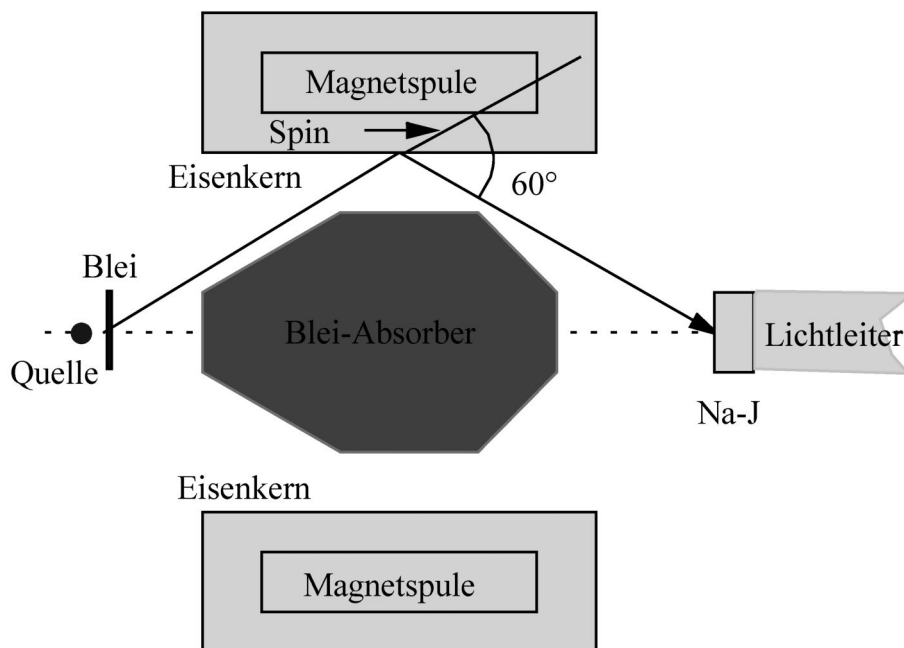 Magnetspule
Spin
Eisenkern
60°
Blei
Blei-Absorber
Lichtleiter
Quelle
Na-J
Eisenkern
Magnetspule